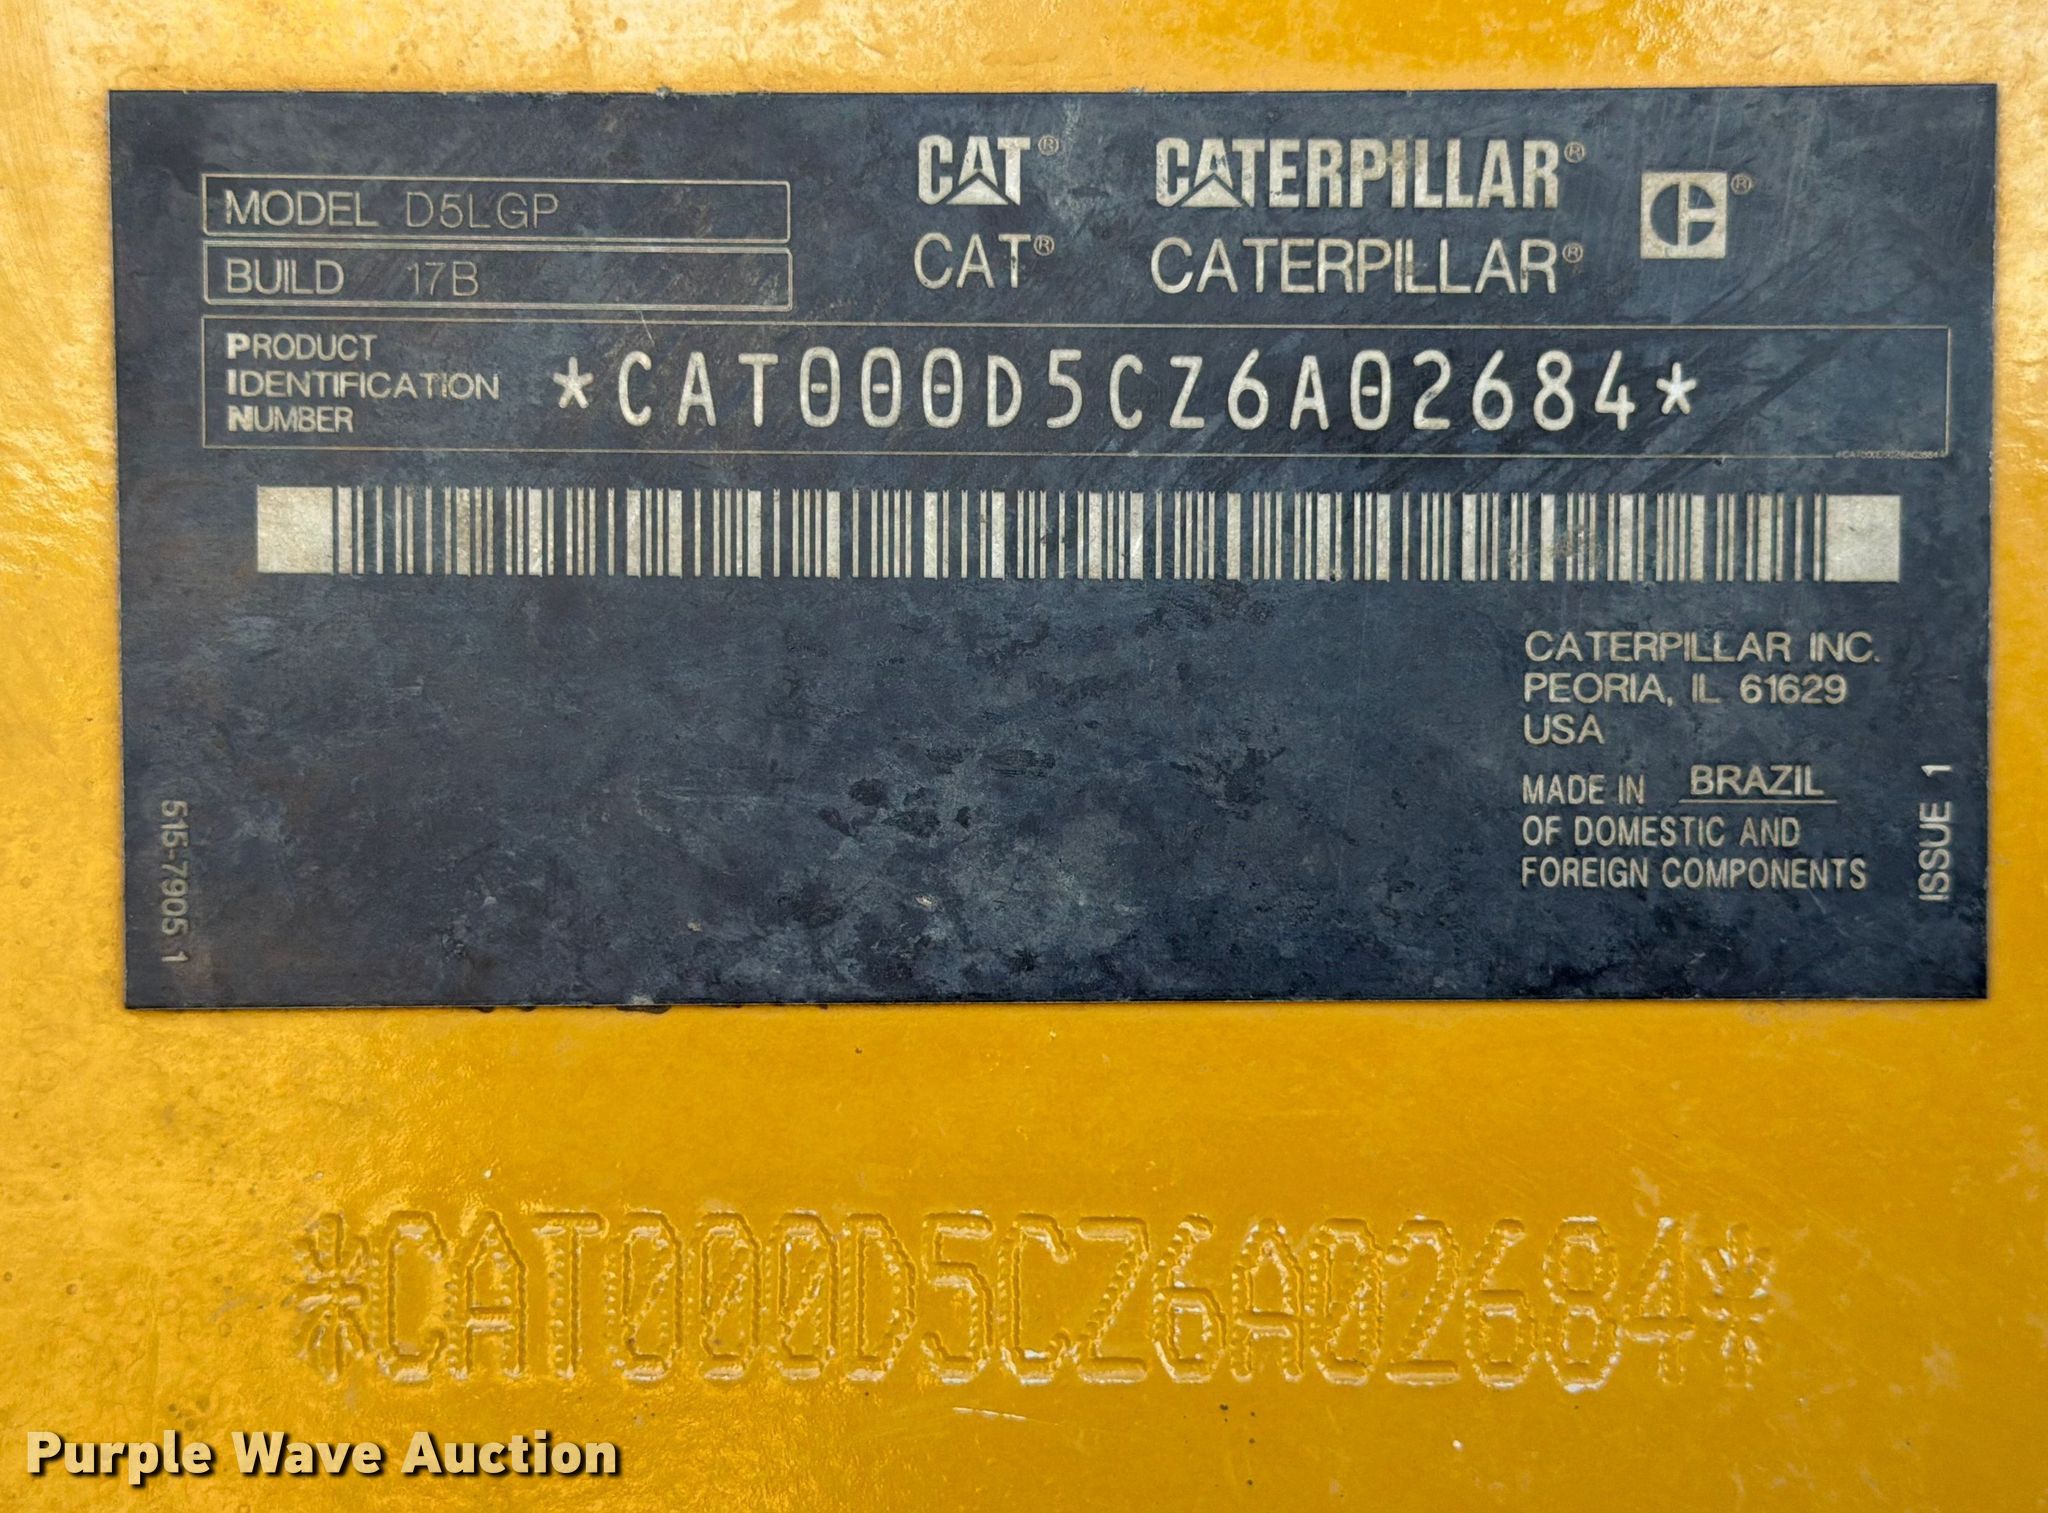 MODEL D5LGP
BUILD 17B
CAT® CATERPILLAR® ®
CAT® CATERPILLAR®
PRODUCT
IDENTIFICATION
NUMBER
*CAT000D5CZ6A02684*
*CAT000D5CZ6A02684*
CATERPILLAR INC.
PEORIA, IL 61629
USA
MADE IN BRAZIL
OF DOMESTIC AND
FOREIGN COMPONENTS
ISSUE 1
515-7905 1
*CAT000D5CZ6A02684*
Purple Wave Auction